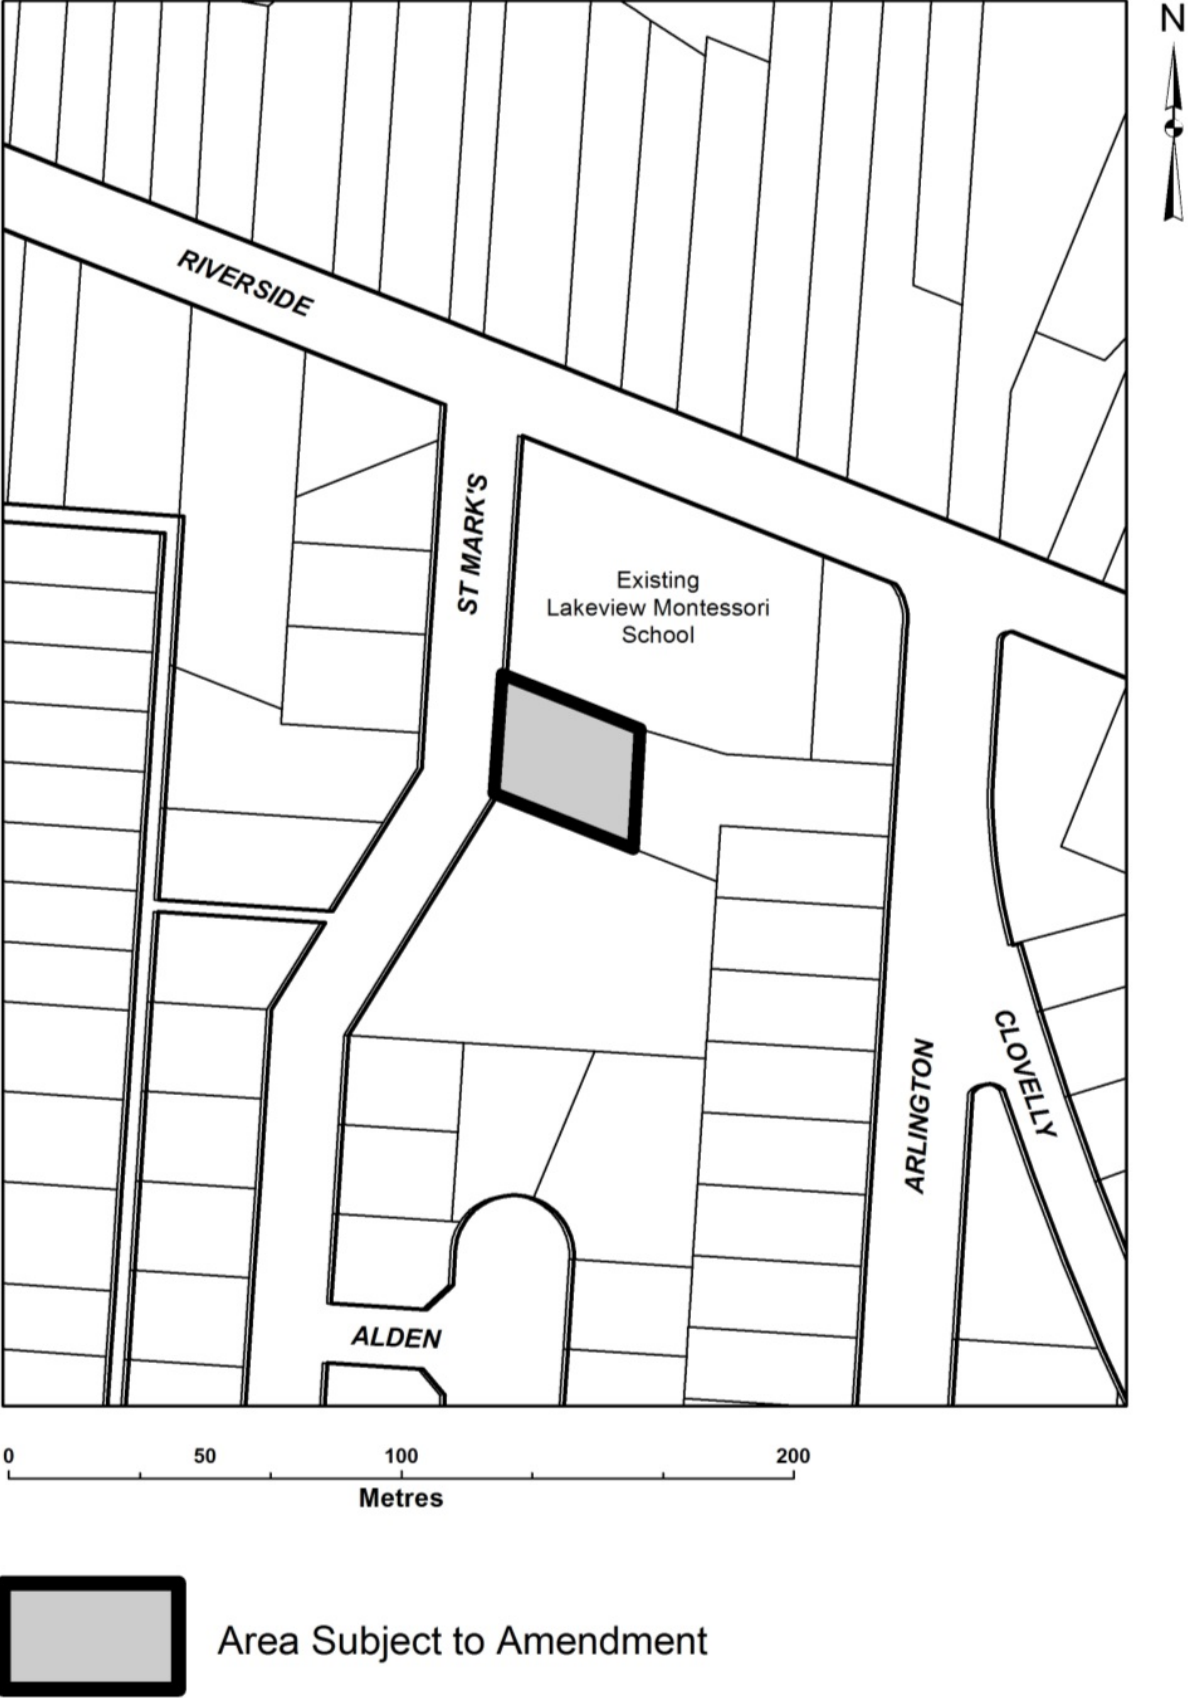 N
RIVERSIDE
ST MARK'S
Existing
Lakeview Montessori
School
CLOVELLY
ARLINGTON
ALDEN
0 50 100 200
Metres
Area Subject to Amendment